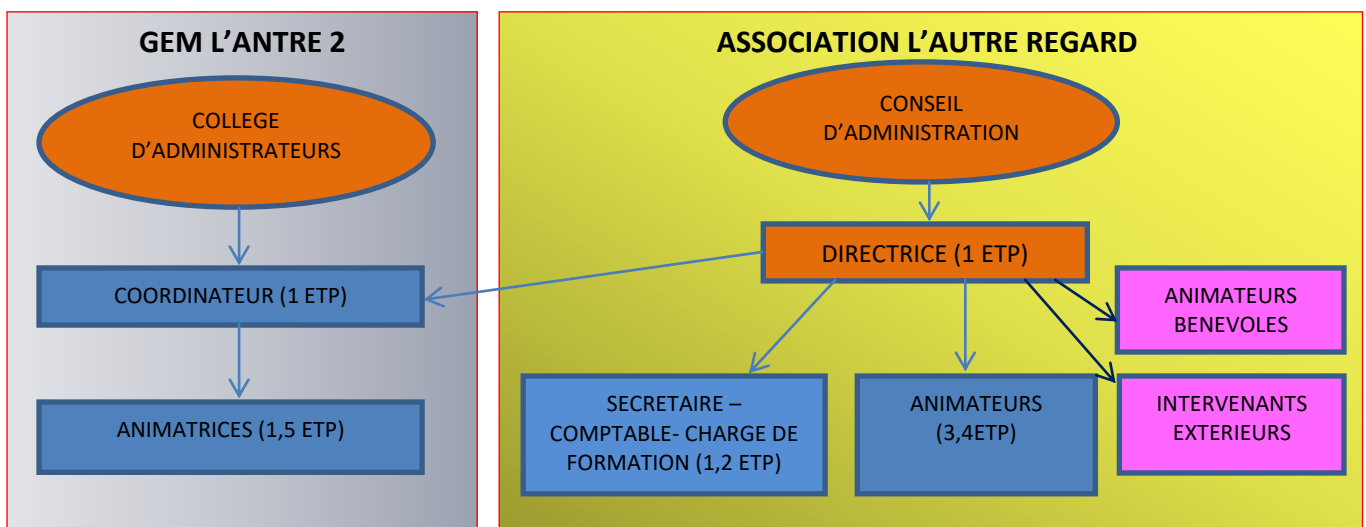 GEM L'ANTRE 2
COLLEGE
D'ADMINISTRATEURS
COORDINATEUR (1 ETP)
ANIMATRICES (1,5 ETP)
ASSOCIATION L'AUTRE REGARD
CONSEIL
D'ADMINISTRATION
DIRECTRICE (1 ETP)
ANIMATEURS
BENEVOLES
SECRETAIRE –
COMPTABLE- CHARGE DE
FORMATION (1,2 ETP)
ANIMATEURS
(3,4ETP)
INTERVENANTS
EXTERIEURS